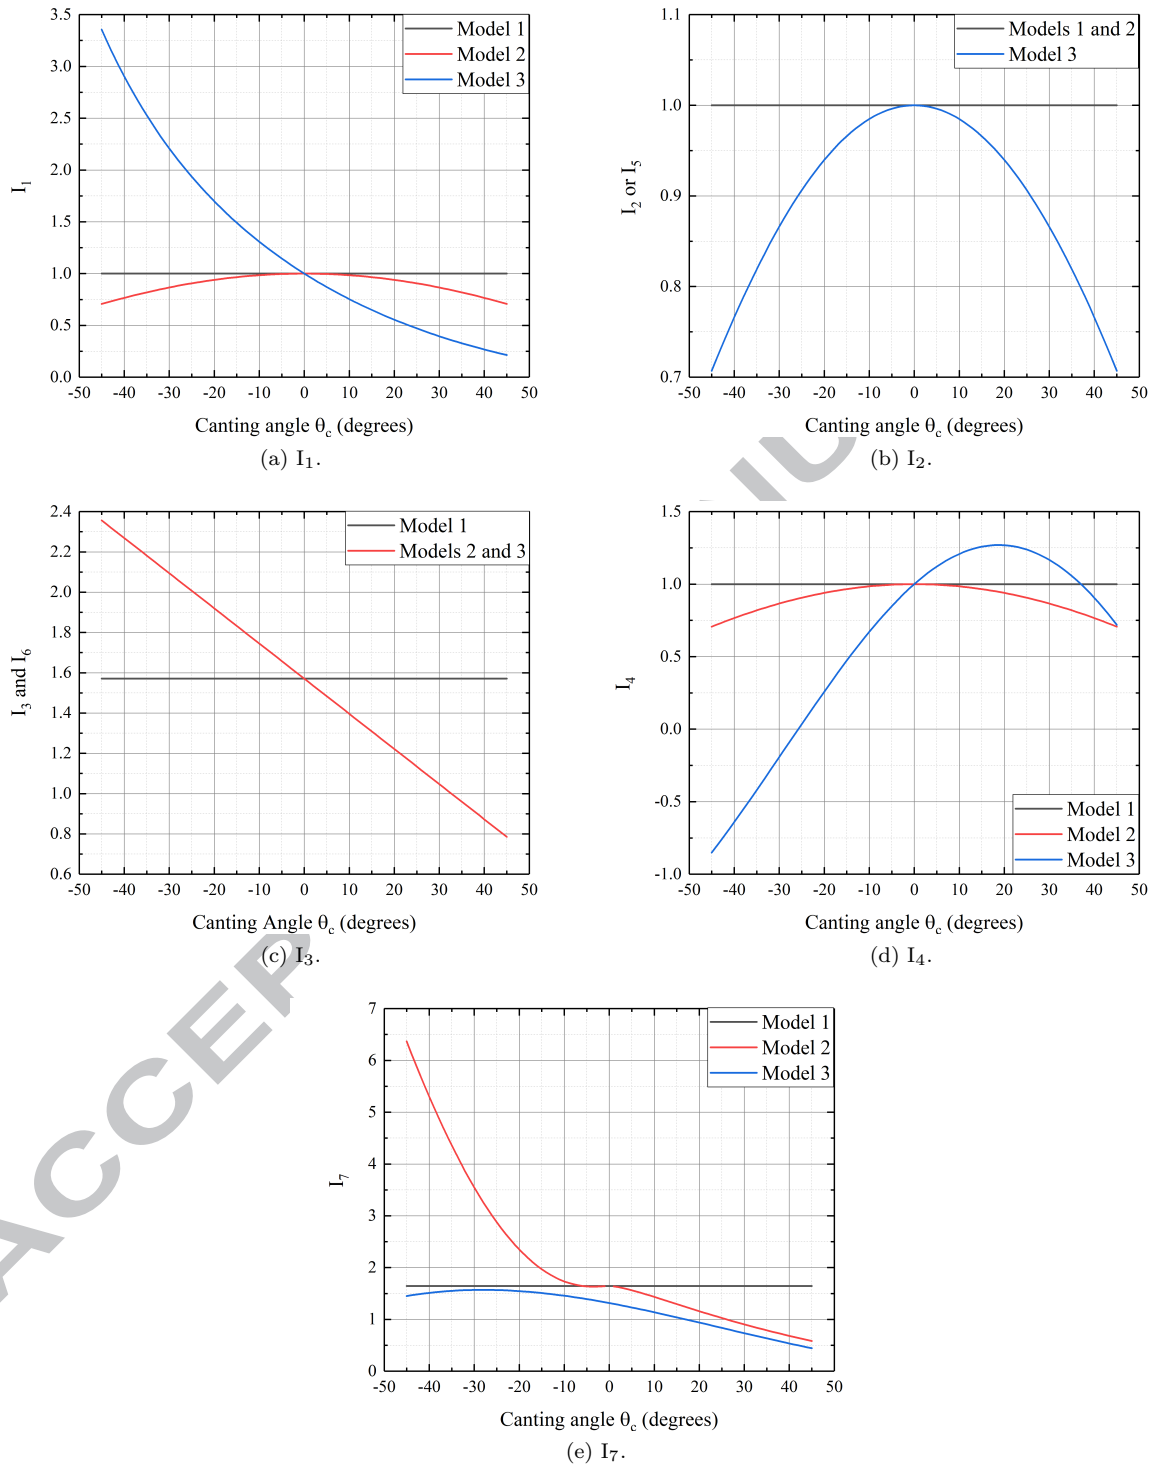 3.5
3.0
2.5
2.0
1.5
1.0
0.5
0.0
I₁
-50 -40 -30 -20 -10 0 10 20 30 40 50
Canting angle θc (degrees)
Model 1
Model 2
Model 3
(a) I₁.
1.1
1.0
0.9
0.8
0.7
I₂ or I₅
-50 -40 -30 -20 -10 0 10 20 30 40 50
Canting angle θc (degrees)
Models 1 and 2
Model 3
(b) I₂.
2.4
2.2
2.0
1.8
1.6
1.4
1.2
1.0
0.8
0.6
I₃ and I₆
-50 -40 -30 -20 -10 0 10 20 30 40 50
Canting Angle θc (degrees)
Model 1
Models 2 and 3
(c) I₃.
1.5
1.0
0.5
0.0
-0.5
-1.0
I₄
-50 -40 -30 -20 -10 0 10 20 30 40 50
Canting angle θc (degrees)
Model 1
Model 2
Model 3
(d) I₄.
7
6
5
4
3
2
1
0
I₇
-50 -40 -30 -20 -10 0 10 20 30 40 50
Canting angle θc (degrees)
Model 1
Model 2
Model 3
(e) I₇.